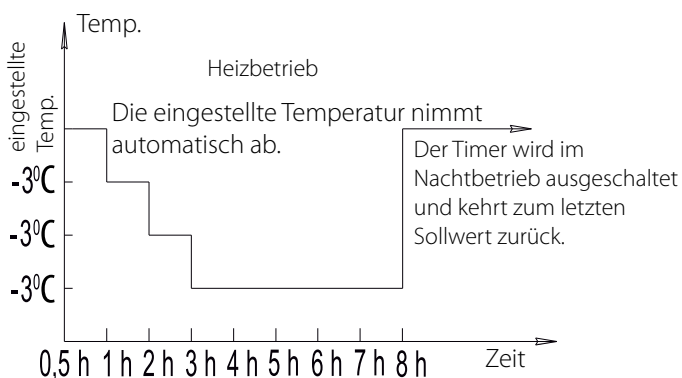 Temp.
Heizbetrieb
eingestellte
Temp.
Die eingestellte Temperatur nimmt
automatisch ab.
Der Timer wird im
Nachtbetrieb ausgeschaltet
und kehrt zum letzten
Sollwert zurück.
-3⁰C
-3⁰C
-3⁰C
0,5 h 1 h 2 h 3 h 4 h 5 h 6 h 7 h 8 h
Zeit